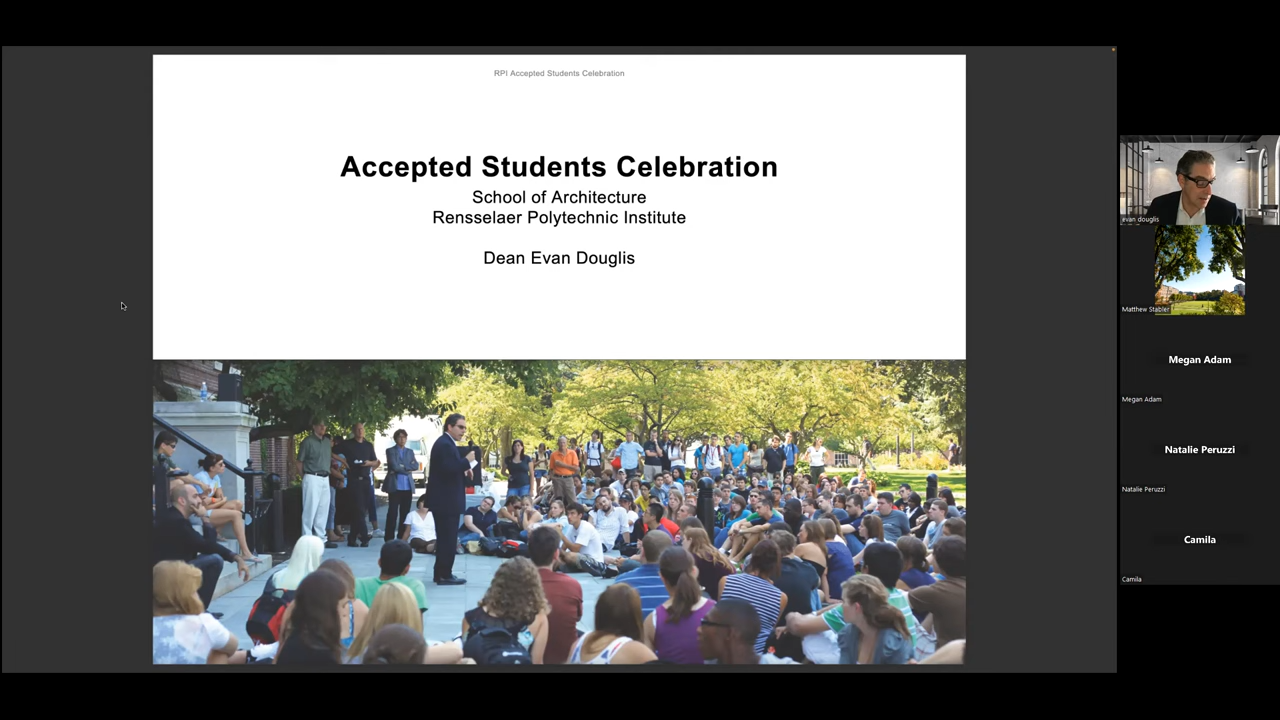 RPI Accepted Students Celebration
Accepted Students Celebration
School of Architecture
Rensselaer Polytechnic Institute
Dean Evan Douglis
evan douglis
Matthew Stabler
Megan Adam
Megan Adam
Natalie Peruzzi
Natalie Peruzzi
Camila
Camila